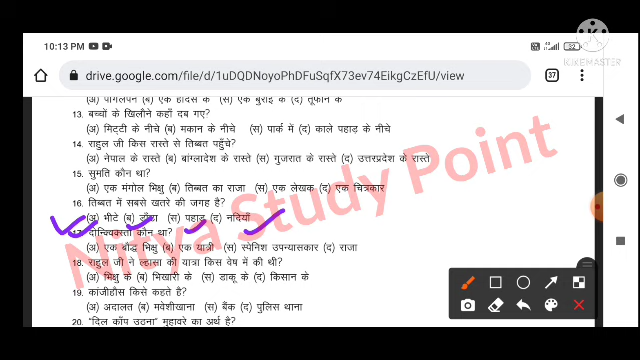 10:13 PM
52
KINEMASTER
drive.google.com/file/d/1uDQDNoyoPhDFuSqfX73ev74EikgCzEfU/view
37
(अ) पागलपन (ब) एक हादसे के (स) एक बुराई के (द) तूफान के
13. बच्चों के खिलौने कहाँ दब गए?
(अ) मिट्टी के नीचे (ब) मकान के नीचे (स) पार्क में (द) काले पहाड़ के नीचे
14. राहुल जी किस रास्ते से तिब्बत पहुँचे?
(अ) नेपाल के रास्ते (ब) बांग्लादेश के रास्ते (स) गुजरात के रास्ते (द) उत्तरप्रदेश के रास्ते
15. सुमति कौन था?
(अ) एक मंगोल भिक्षु (ब) तिब्बत का राजा (स) एक लेखक (द) एक चित्रकार
16. तिब्बत में सबसे खतरे की जगह है?
(अ) भीटे (ब) डाँडा (स) पहाड़ (द) नदियाँ
17. दोन्क्विक्स्तो कौन था?
(अ) एक बौद्ध भिक्षु (ब) एक यात्री (स) स्पेनिश उपन्यासकार (द) राजा
18. राहुल जी ने ल्हासा की यात्रा किस वेष में की थी?
(अ) भिक्षु के (ब) भिखारी के (स) डाकू के (द) किसान के
19. कांजीहौस किसे कहते है?
(अ) अदालत (ब) मवेशीखाना (स) बैंक (द) पुलिस थाना
20. "दिल काँप उठना" मुहावरे का अर्थ है?
Nitya Study Point